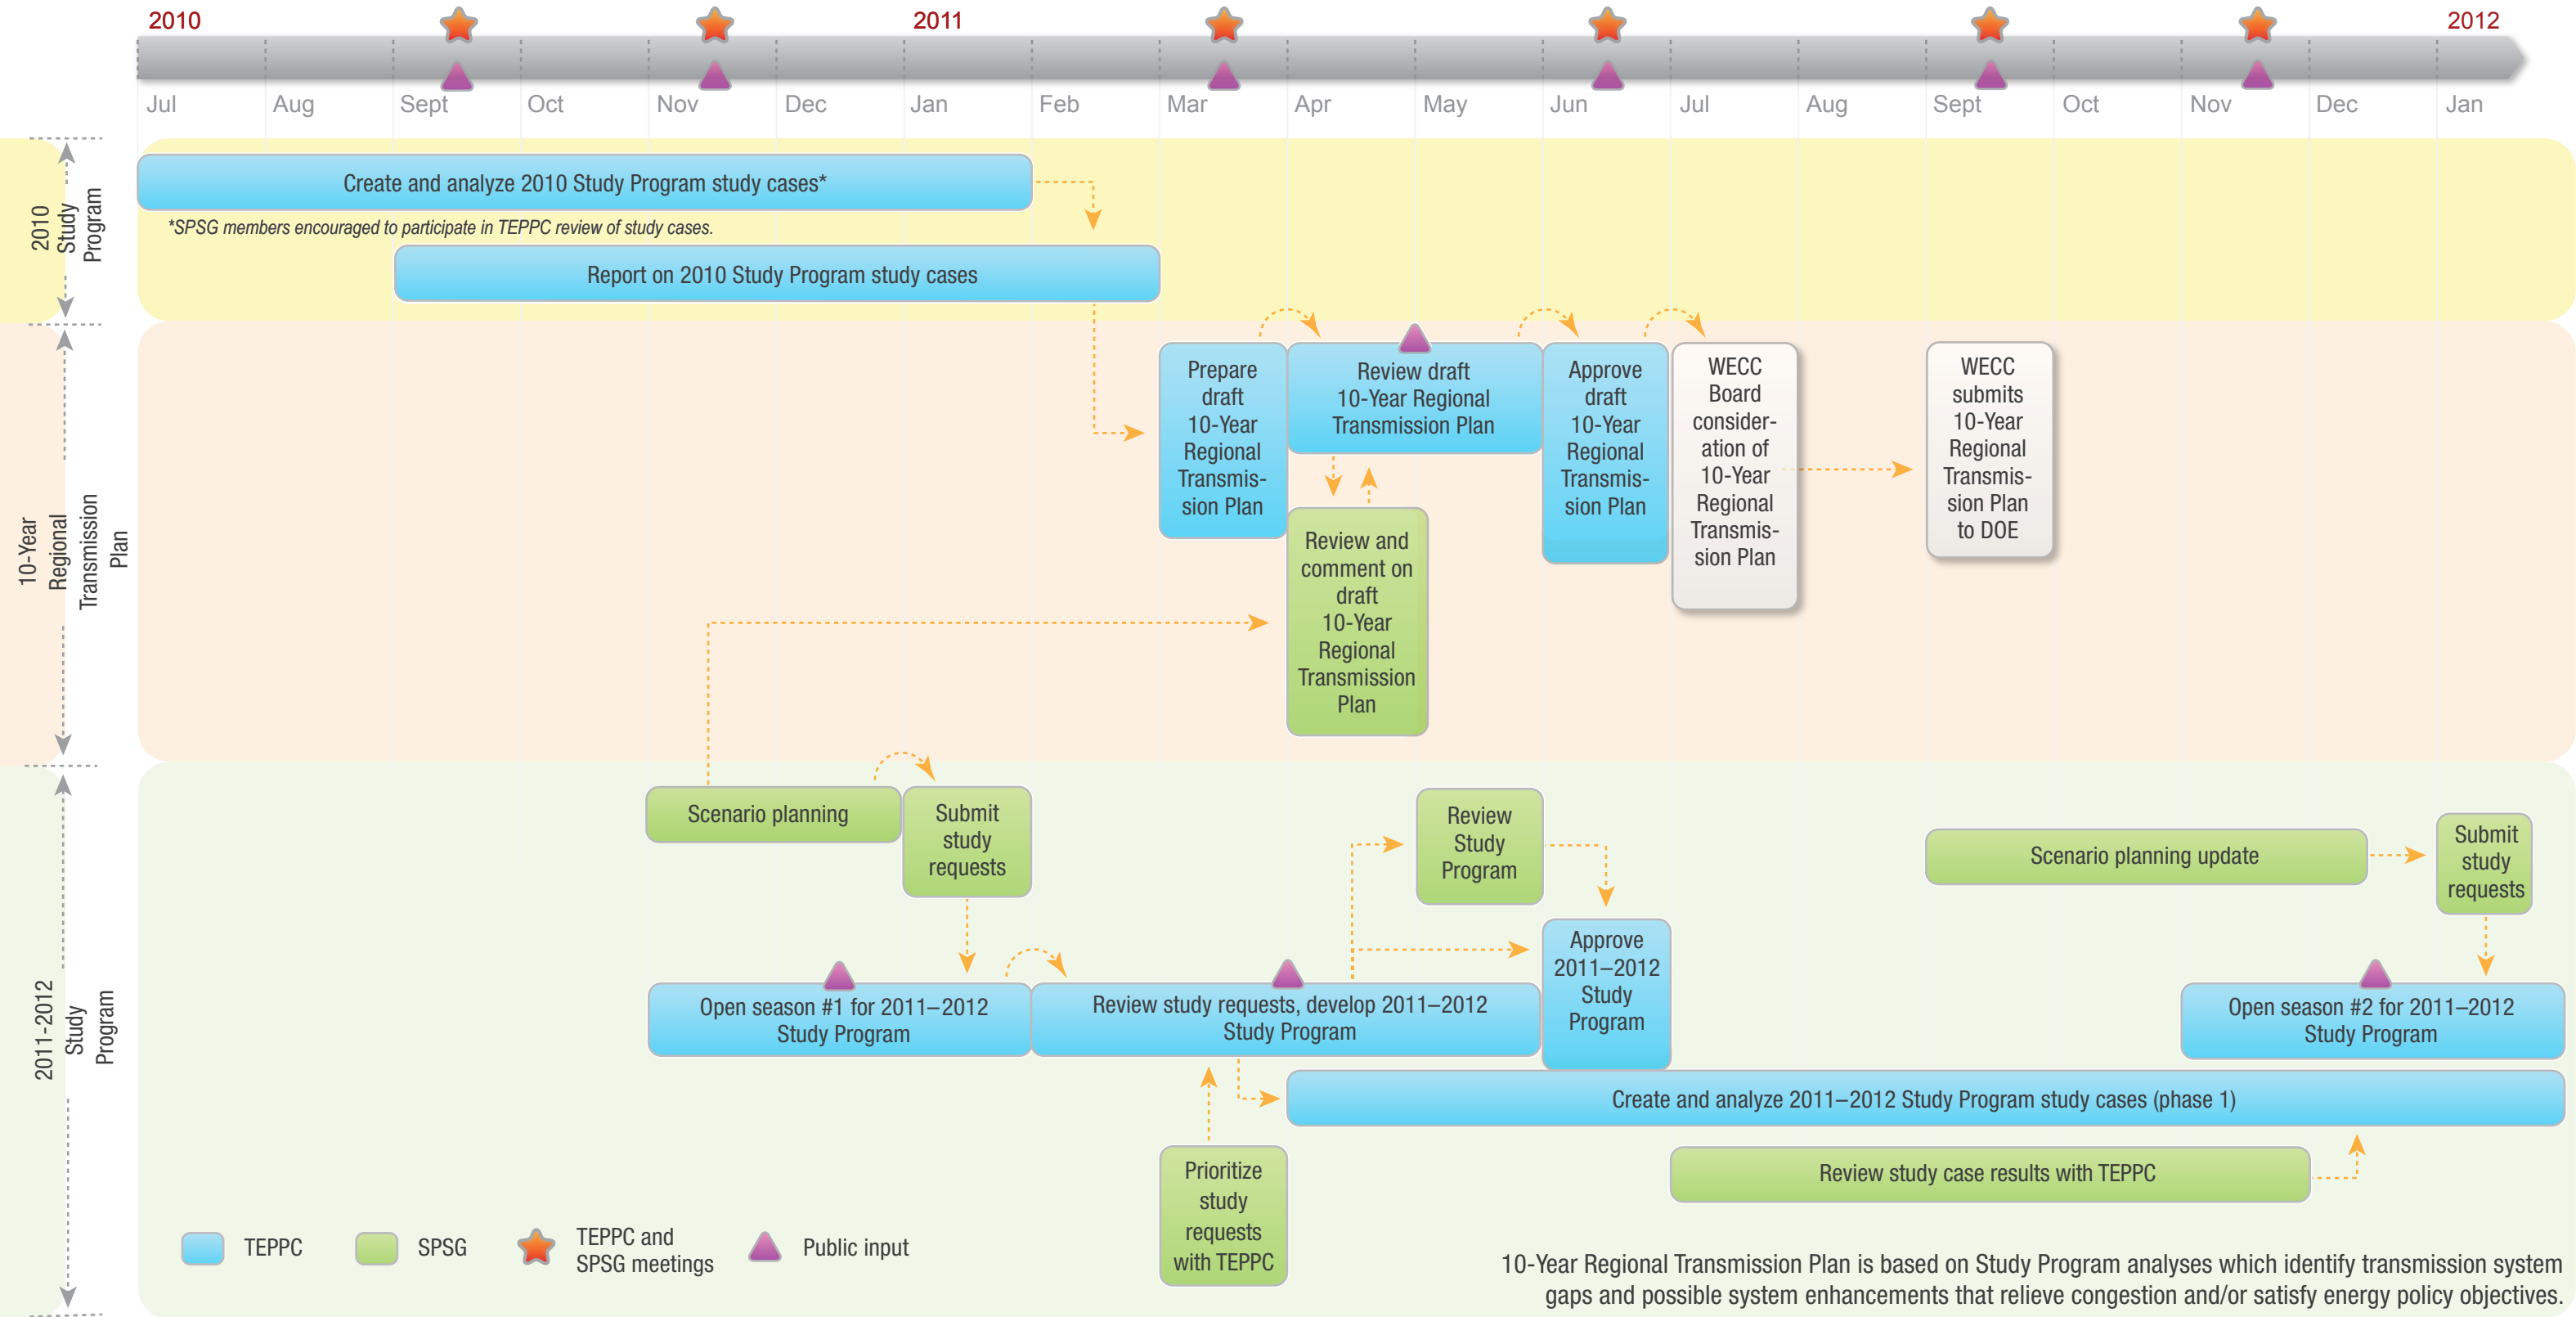 2010
2011
2012
Jul
Aug
Sept
Oct
Nov
Dec
Jan
Feb
Mar
Apr
May
Jun
Jul
Aug
Sept
Oct
Nov
Dec
Jan
2010
Study
Program
Create and analyze 2010 Study Program study cases*
*SPSG members encouraged to participate in TEPPC review of study cases.
Report on 2010 Study Program study cases
10-Year
Regional
Transmission
Plan
Prepare
draft
10-Year
Regional
Transmis-
sion Plan
Review draft
10-Year Regional
Transmission Plan
Approve
draft
10-Year
Regional
Transmis-
sion Plan
WECC
Board
consider-
ation of
10-Year
Regional
Transmis-
sion Plan
WECC
submits
10-Year
Regional
Transmis-
sion Plan
to DOE
Review and
comment on
draft
10-Year
Regional
Transmission
Plan
2011-2012
Study
Program
Scenario planning
Submit
study
requests
Review
Study
Program
Scenario planning update
Submit
study
requests
Open season #1 for 2011–2012
Study Program
Review study requests, develop 2011–2012
Study Program
Approve
2011–2012
Study
Program
Open season #2 for 2011–2012
Study Program
Create and analyze 2011–2012 Study Program study cases (phase 1)
Prioritize
study
requests
with TEPPC
Review study case results with TEPPC
TEPPC
SPSG
TEPPC and
SPSG meetings
Public input
10-Year Regional Transmission Plan is based on Study Program analyses which identify transmission system
gaps and possible system enhancements that relieve congestion and/or satisfy energy policy objectives.